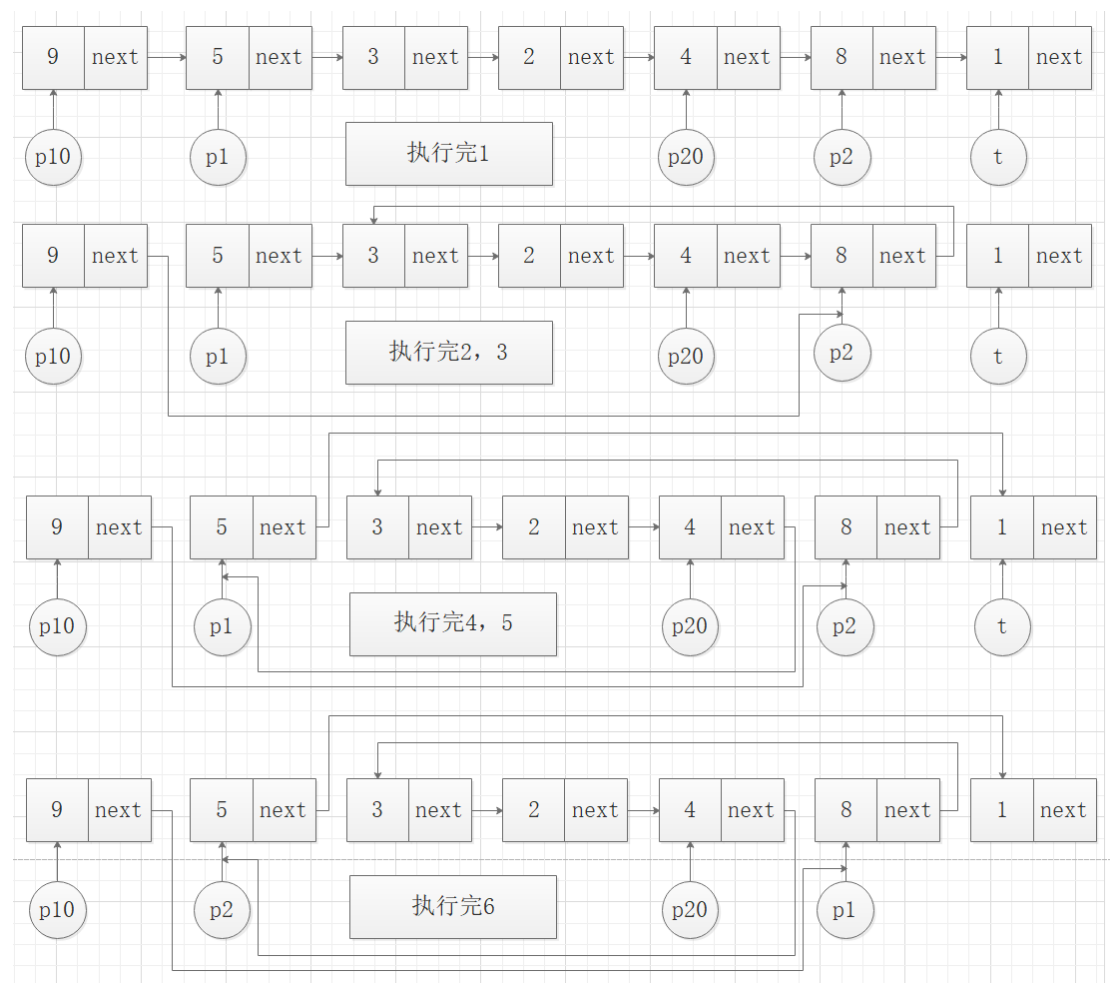 9 next 5 next 3 next 2 next 4 next 8 next 1 next
p10 p1 执行完1 p20 p2 t
9 next 5 next 3 next 2 next 4 next 8 next 1 next
p10 p1 执行完2，3 p20 p2 t
9 next 5 next 3 next 2 next 4 next 8 next 1 next
p10 p1 执行完4，5 p20 p2 t
9 next 5 next 3 next 2 next 4 next 8 next 1 next
p10 p2 执行完6 p20 p1